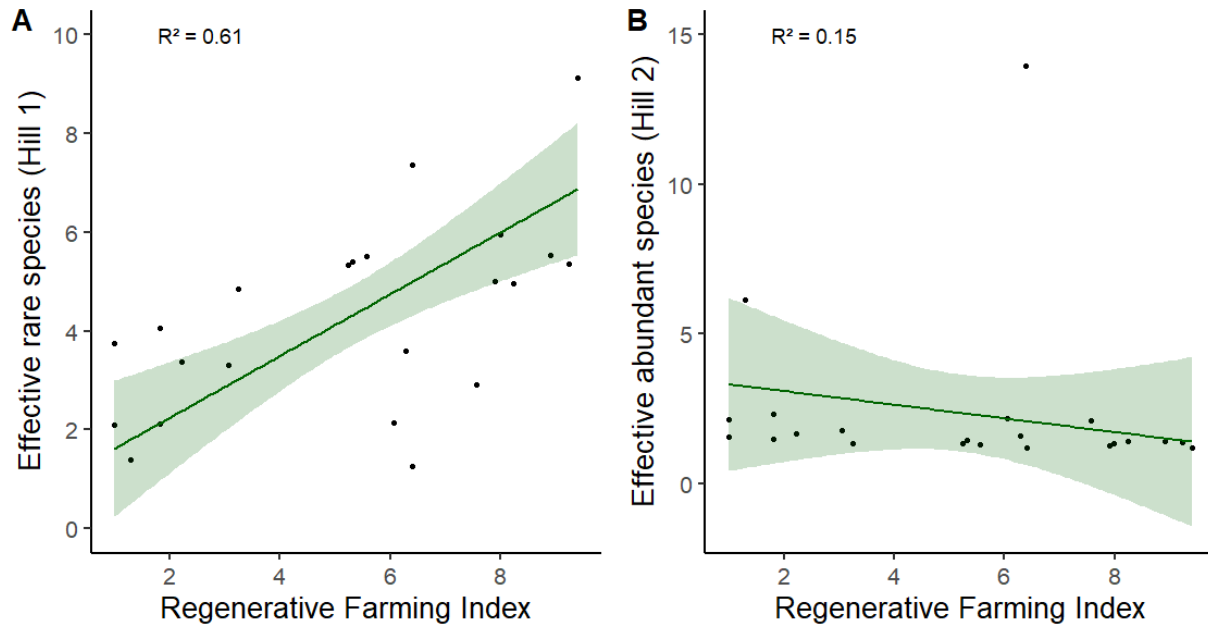 A
R² = 0.61
Effective rare species (Hill 1)
10
8
6
4
2
0
2 4 6 8
Regenerative Farming Index
B
R² = 0.15
Effective abundant species (Hill 2)
15
10
5
0
2 4 6 8
Regenerative Farming Index